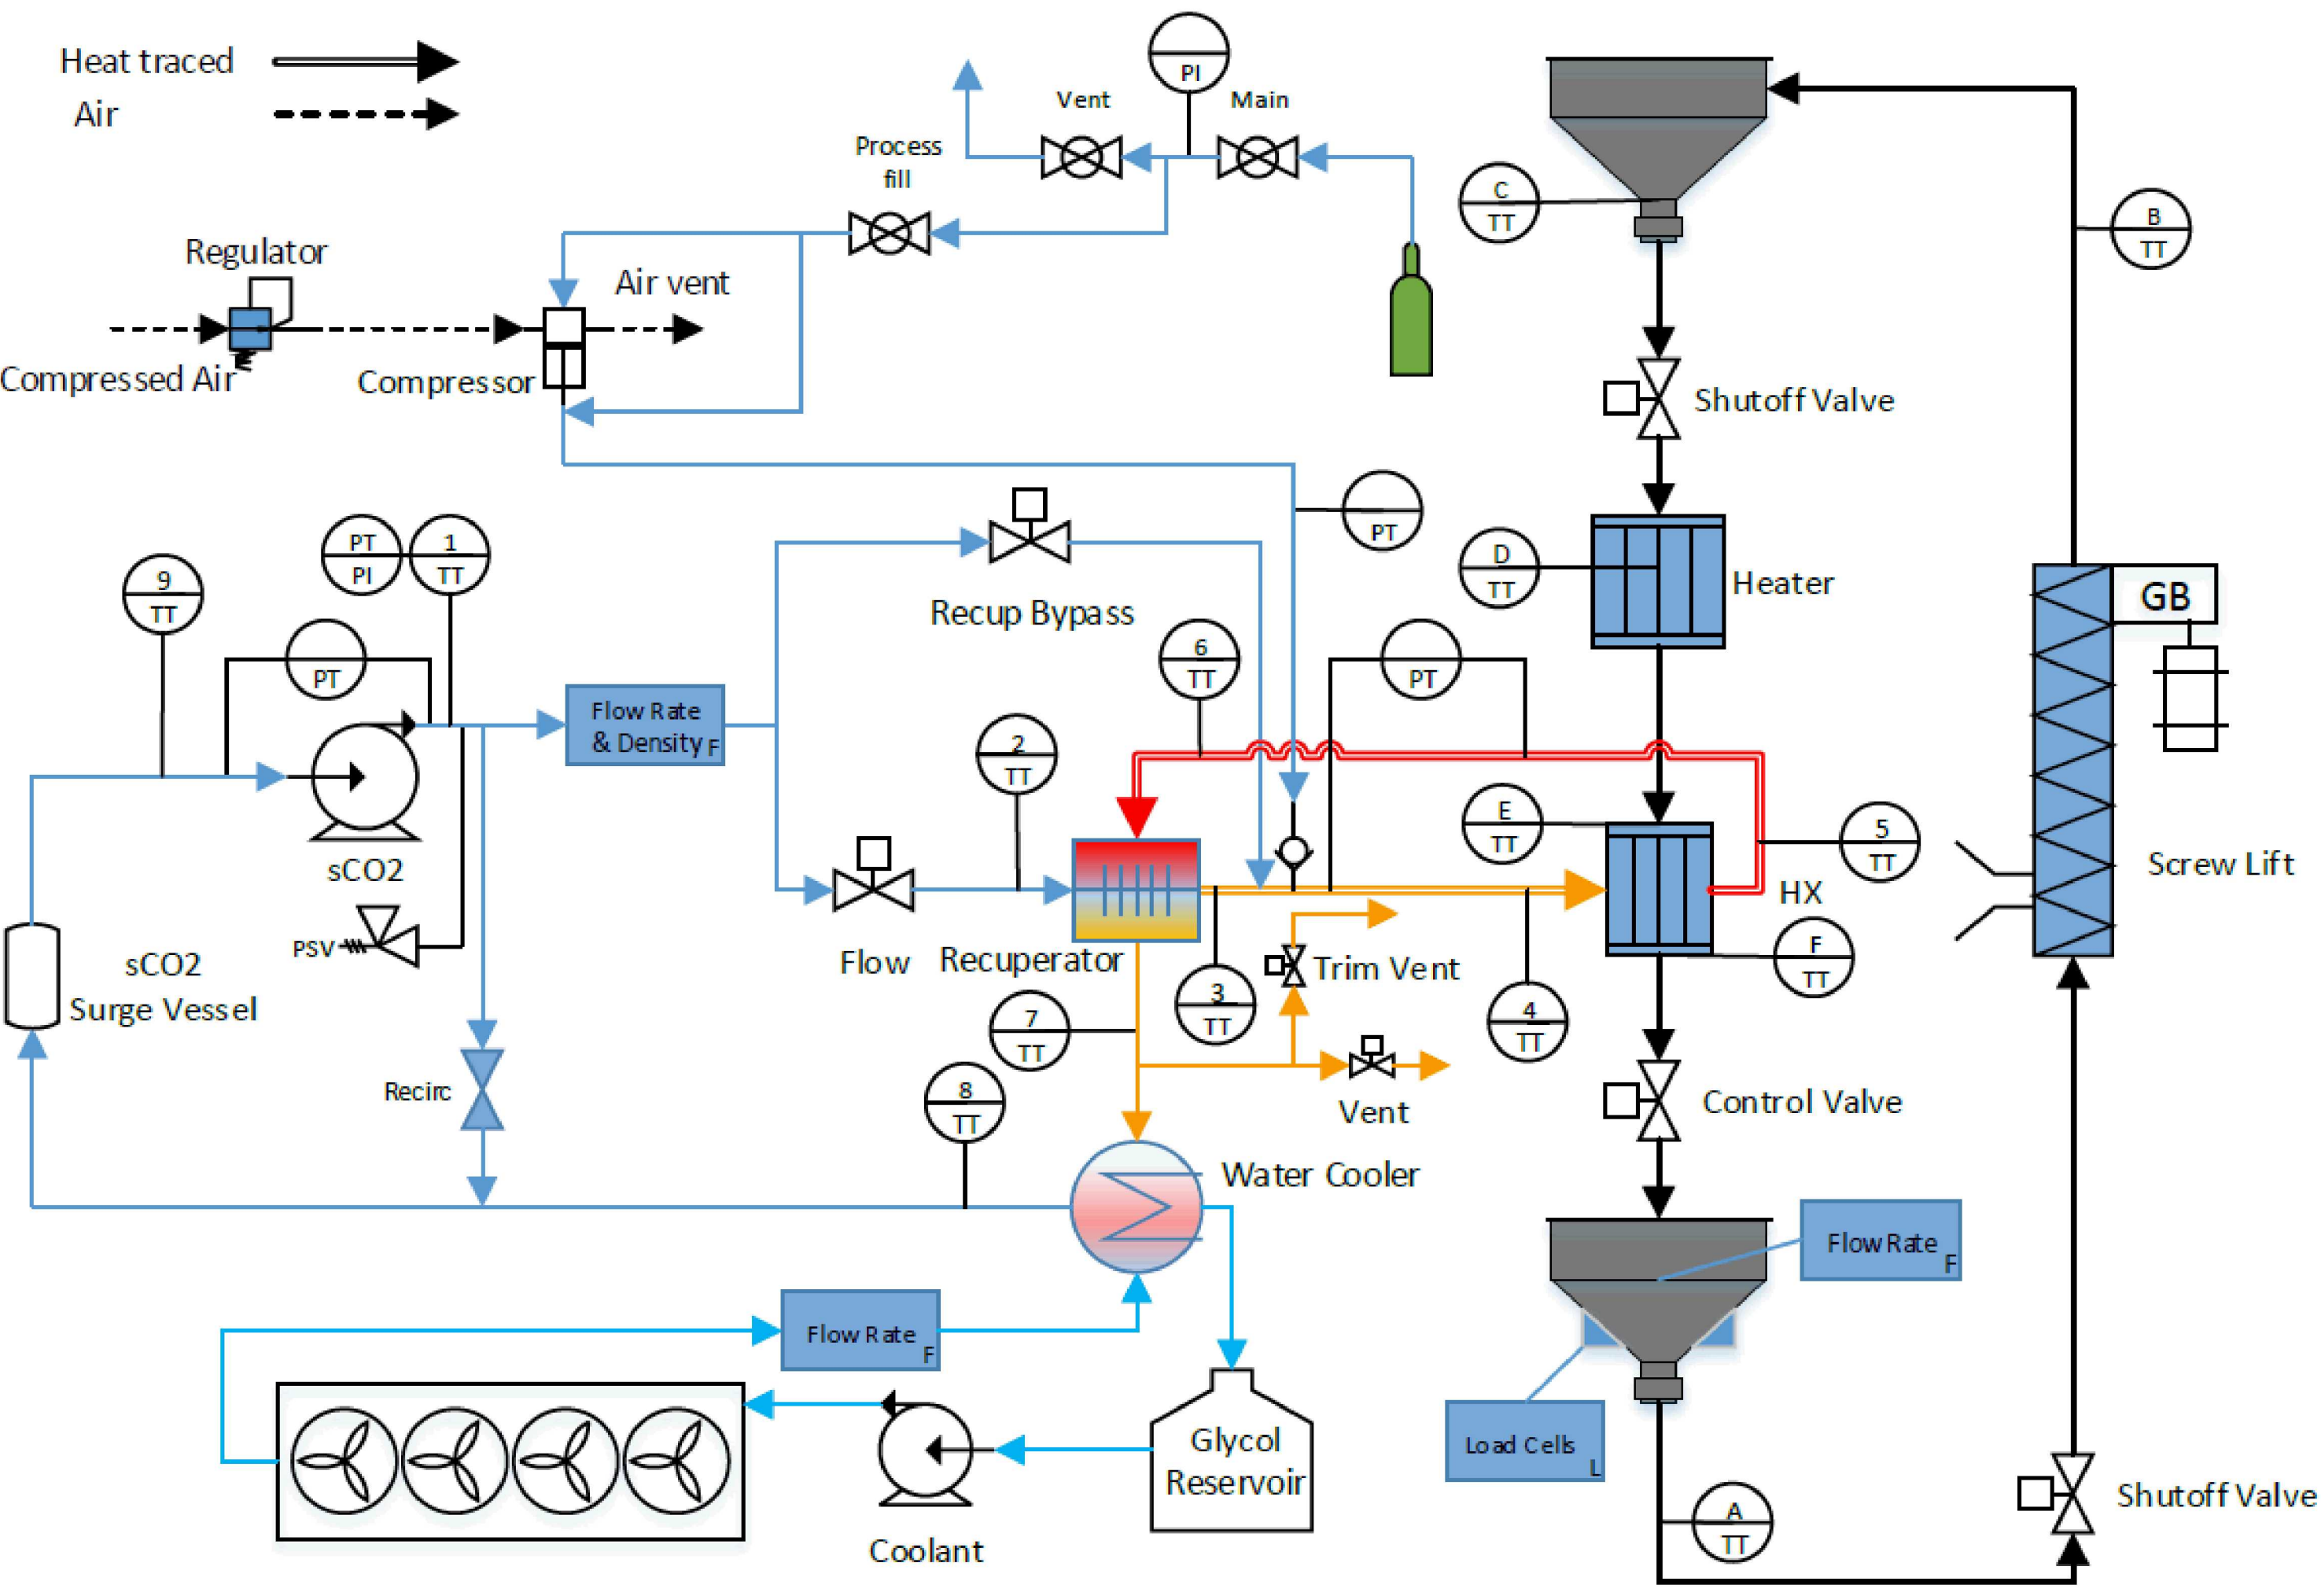 Heat traced
Air
PI
Vent
Main
Process
fill
C
TT
B
TT
Regulator
Air vent
Compressed Air
Compressor
Shutoff Valve
PT
PT
PI
1
TT
9
TT
D
TT
Heater
GB
Recup Bypass
6
TT
PT
PT
Flow Rate
& Density F
2
TT
E
TT
5
TT
sCO2
Screw Lift
HX
PSV
Flow
Recuperator
sCO2
Surge Vessel
Trim Vent
F
TT
3
TT
4
TT
7
TT
Recirc
8
TT
Vent
Control Valve
Water Cooler
Flow Rate
F
Flow Rate
F
Load Cells
L
Glycol
Reservoir
Shutoff Valve
A
TT
Coolant